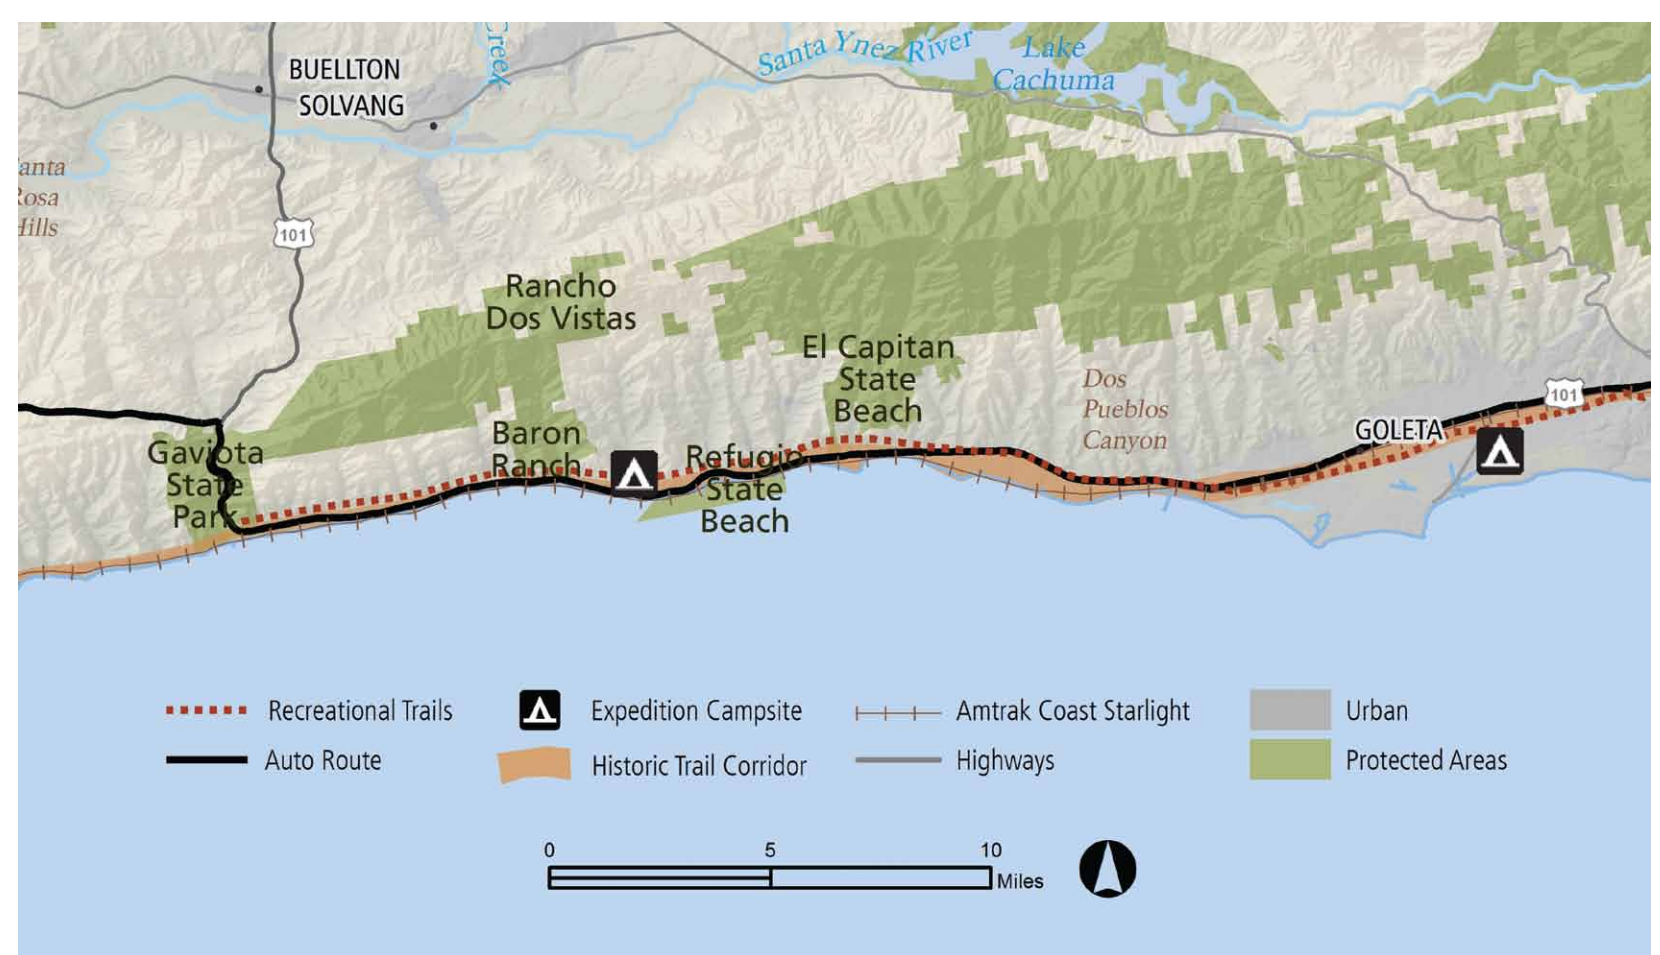 Creek
Santa Ynez River
Lake
Cachuma
BUELLTON
SOLVANG
anta
Rosa
Hills
101
Rancho
Dos Vistas
El Capitan
State
Beach
Dos
Pueblos
Canyon
101
GOLETA
Gaviota
State
Park
Baron
Ranch
Refugio
State
Beach
Recreational Trails
Expedition Campsite
Amtrak Coast Starlight
Urban
Auto Route
Historic Trail Corridor
Highways
Protected Areas
0 5 10
Miles